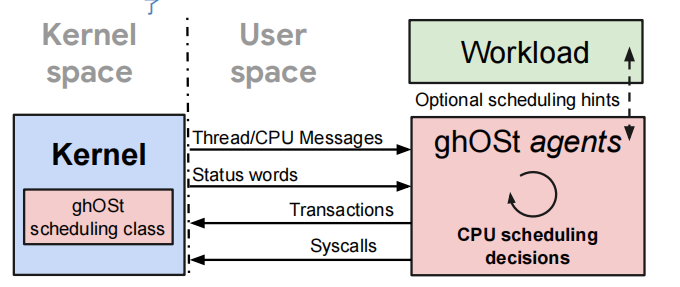 了
Kernel
space
User
space
Workload
Optional scheduling hints
Thread/CPU Messages
Status words
Transactions
Syscalls
Kernel
ghOSt
scheduling class
ghOSt agents
CPU scheduling
decisions